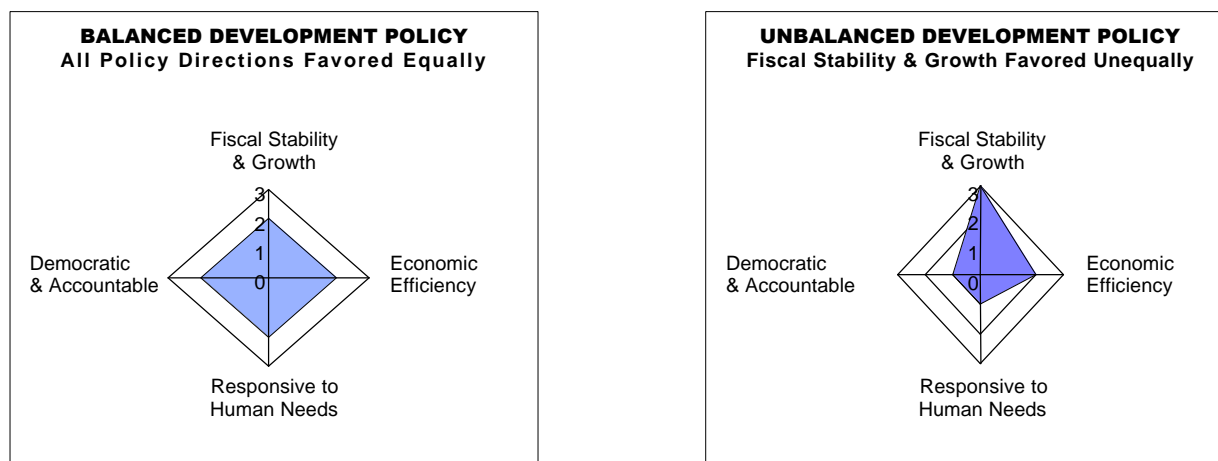 BALANCED DEVELOPMENT POLICY
All Policy Directions Favored Equally
Fiscal Stability
& Growth
3
2
1
0
Democratic
& Accountable
Economic
Efficiency
Responsive to
Human Needs
UNBALANCED DEVELOPMENT POLICY
Fiscal Stability & Growth Favored Unequally
Fiscal Stability
& Growth
3
2
1
0
Democratic
& Accountable
Economic
Efficiency
Responsive to
Human Needs